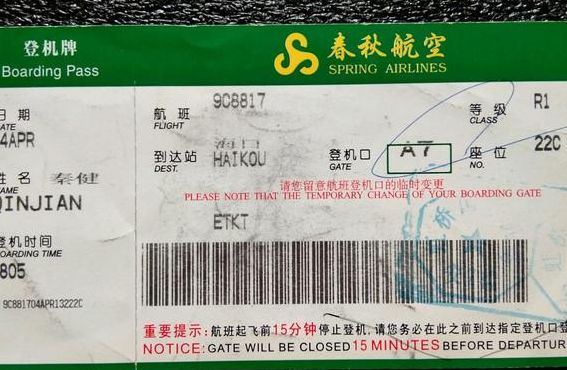 登机牌
Boarding Pass
春秋航空
SPRING AIRLINES
日期
DATE
04APR
姓名
NAME
秦健
QINJIAN
登机时间
BOARDING TIME
805
9C881704APR13222C
航班
FLIGHT
9C8817
等级
CLASS
R1
到达站
DEST.
海口
HAIKOU
登机口
GATE
A7
座位
NO.
22C
请您留意航班登机口的临时变更
PLEASE NOTE THAT THE TEMPORARY CHANGE OF YOUR BOARDING GATE
ETKT
重要提示:航班起飞前15分钟停止登机,请您务必在此之前到达指定登机口登
NOTICE: GATE WILL BE CLOSED 15 MINUTES BEFORE DEPARTUR